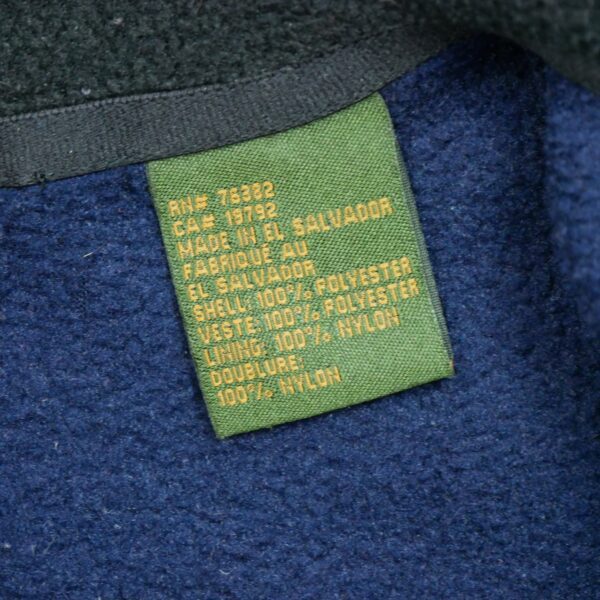 RN# 76382
CA# 19792
MADE IN EL SALVADOR
FABRIQUE AU
EL SALVADOR
SHELL: 100% POLYESTER
VESTE: 100% POLYESTER
LINING: 100% NYLON
DOUBLURE:
100% NYLON